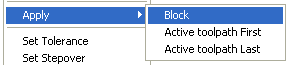 Apply
Block
Active toolpath First
Active toolpath Last
Set Tolerance
Set Stepover